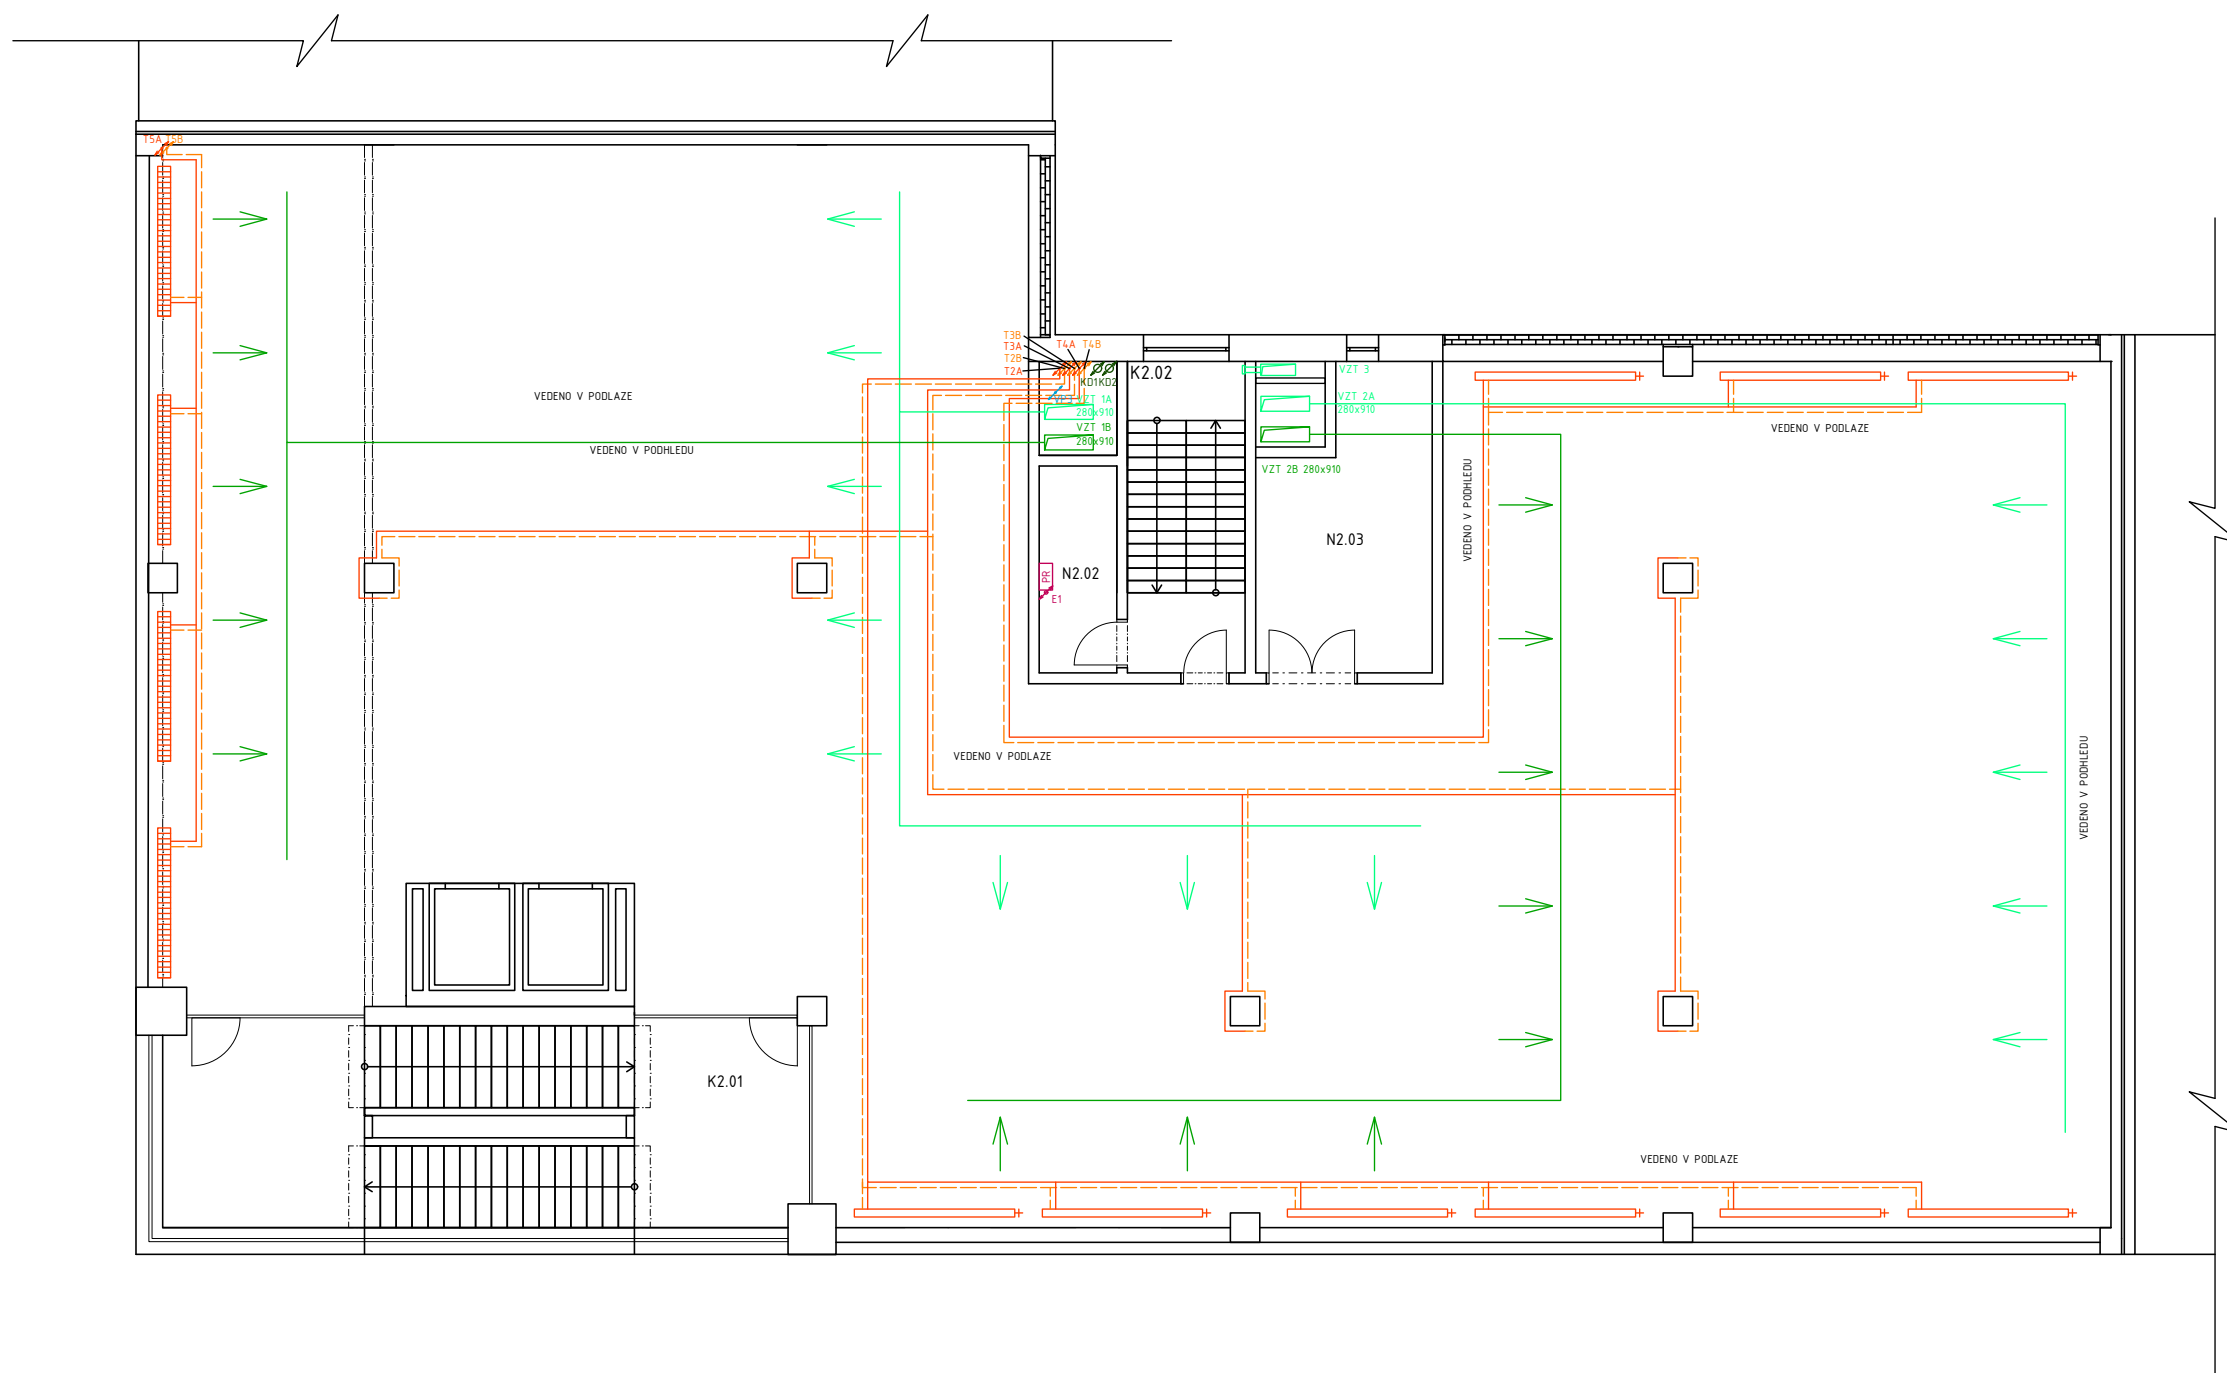 T5A T5B
T3B
T3A
T2B
T2A
T4A T4B
KD1KD2
K2.02
VZT 3
VZT 1A
280x910
VZT 1B
280x910
VZT 2A
280x910
VZT 2B 280x910
VEDENO V PODLAZE
VEDENO V PODHLEDU
VEDENO V PODLAZE
VEDENO V PODHLEDU
N2.03
N2.02
PR
E1
VEDENO V PODLAZE
VEDENO V PODHLEDU
K2.01
VEDENO V PODLAZE